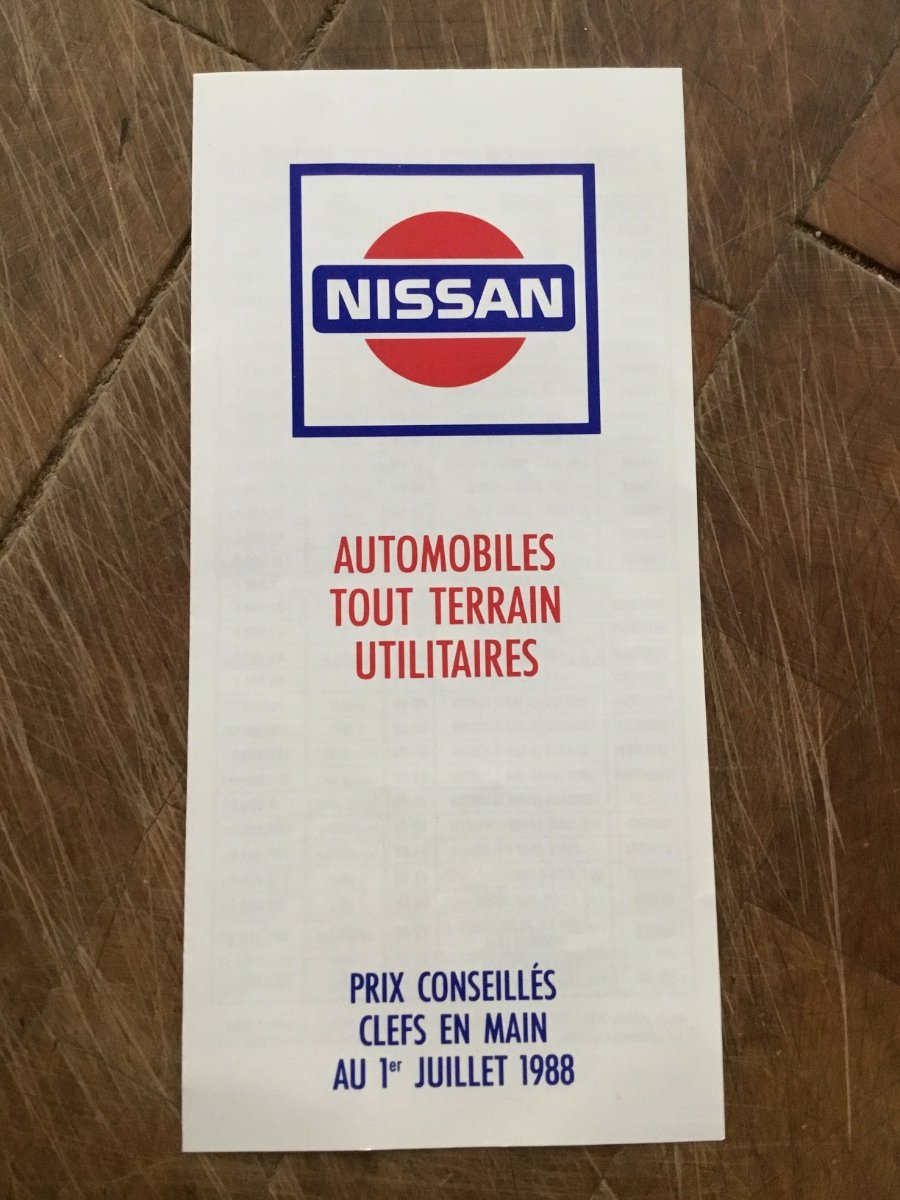 NISSAN
AUTOMOBILES
TOUT TERRAIN
UTILITAIRES
PRIX CONSEILLÉS
CLEFS EN MAIN
AU 1er JUILLET 1988